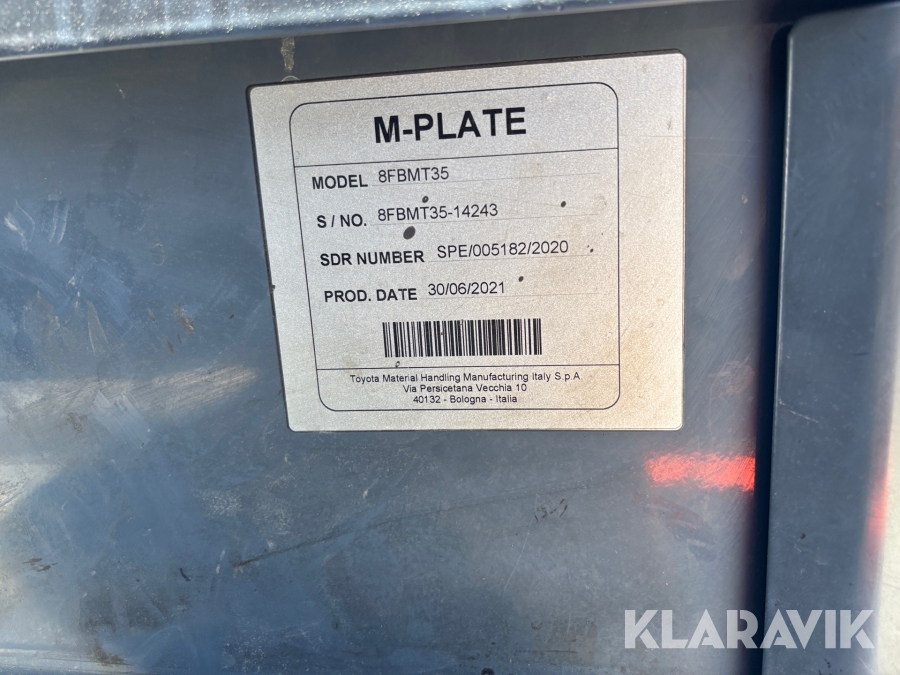 M-PLATE
MODEL 8FBMT35
S / NO. 8FBMT35-14243
SDR NUMBER SPE/005182/2020
PROD. DATE 30/06/2021
Toyota Material Handling Manufacturing Italy S.p.A.
Via Persicetana Vecchia 10
40132 - Bologna - Italia
KLARAVIK